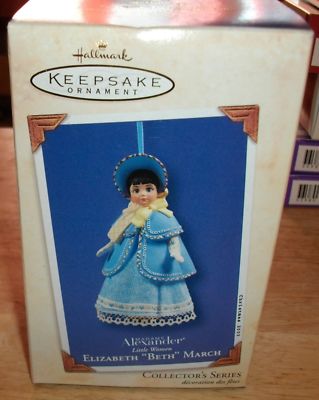 Hallmark
KEEPSAKE
ORNAMENT
Alexander
Little Women
ELIZABETH "BETH" MARCH
COLLECTOR'S SERIES
décoration des fêtes